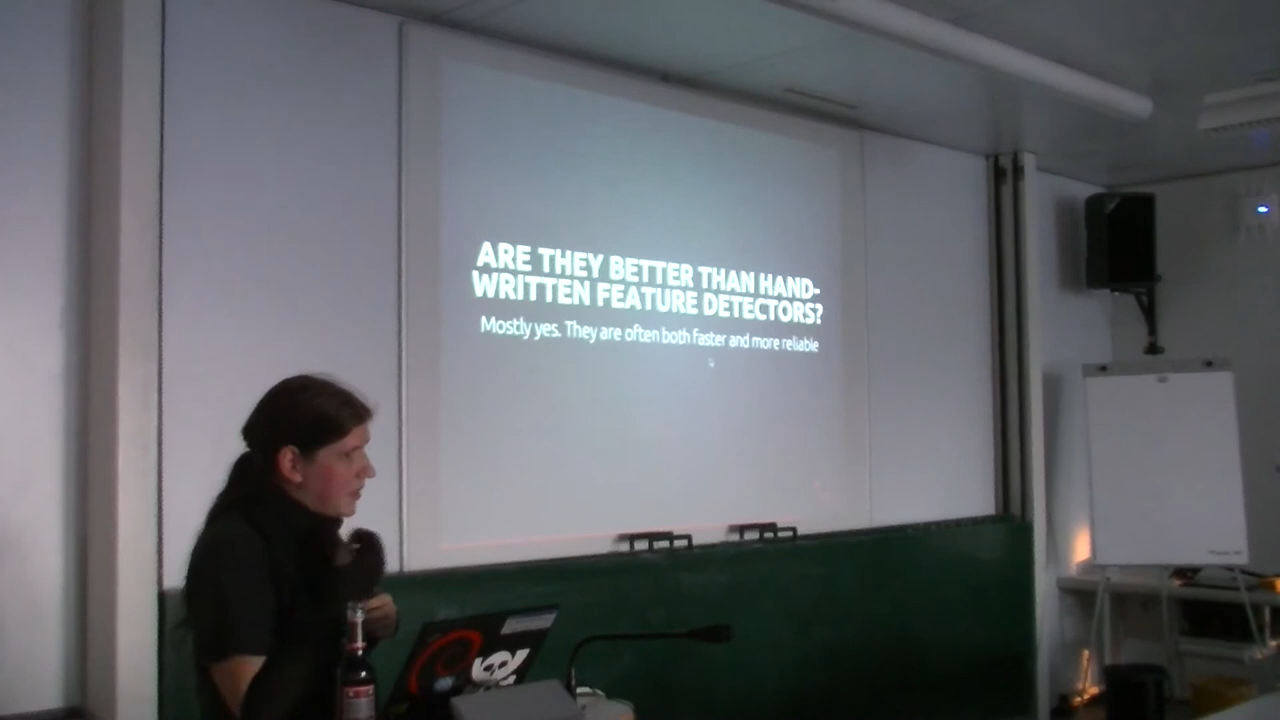 ARE THEY BETTER THAN HAND-
WRITTEN FEATURE DETECTORS?
Mostly yes. They are often both faster and more reliable